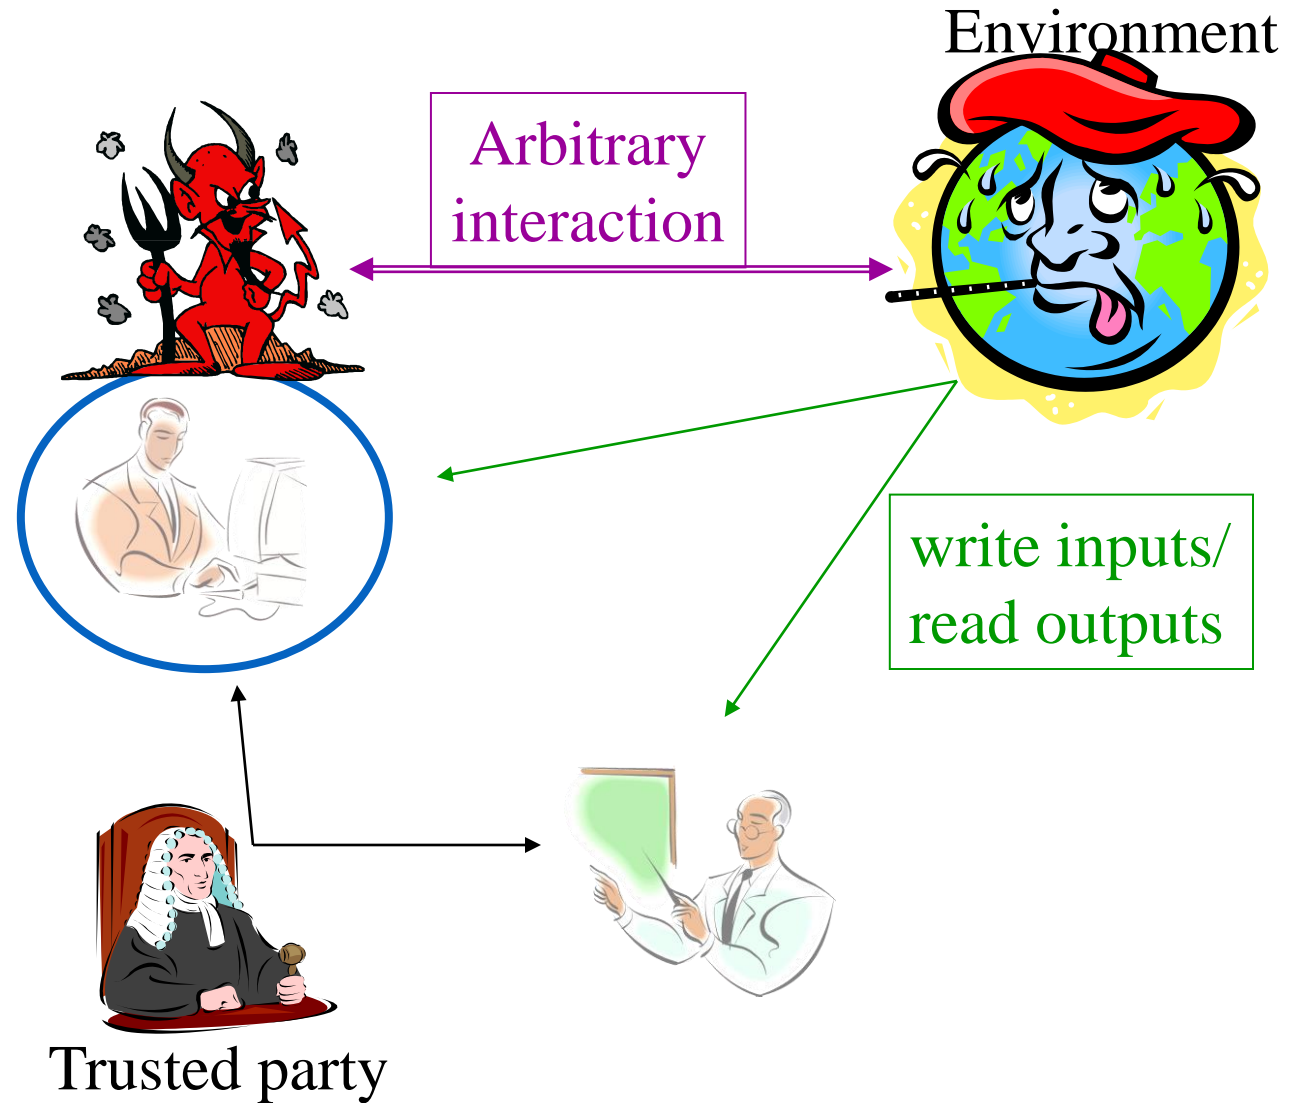 Environment
Arbitrary
interaction
write inputs/
read outputs
Trusted party